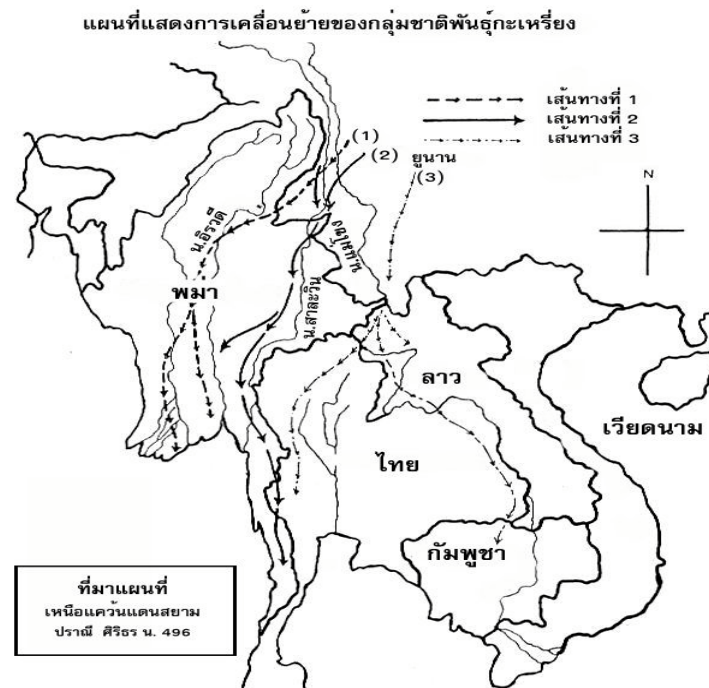 แผนที่แสดงการเคลื่อนย้ายของกลุ่มชาติพันธุ์กะเหรี่ยง
เส้นทางที่ 1
เส้นทางที่ 2
เส้นทางที่ 3
(1)
(2)
ยูนาน
(3)
N
น.อิรวดี
พมา
น.สาละวิน
ลาว
เวียดนาม
ไทย
กัมพูชา
ที่มาแผนที่
เหนือแคว้นแดนสยาม
ปราณี ศิริธร น. 496